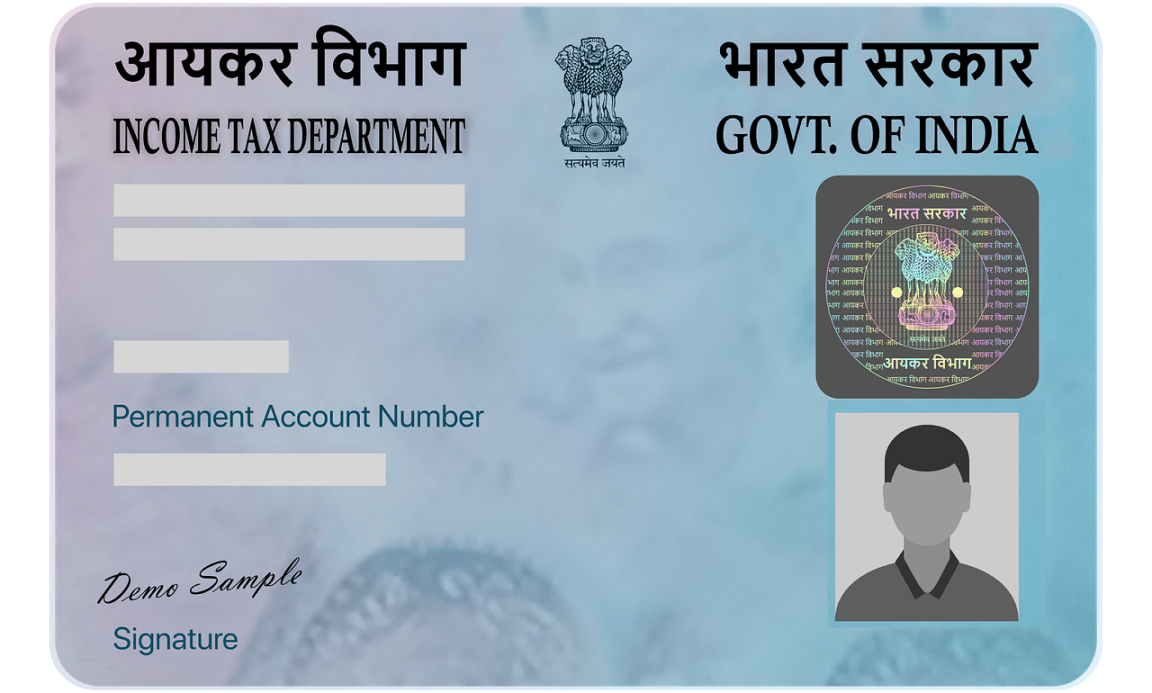 आयकर विभाग
भारत सरकार
INCOME TAX DEPARTMENT
GOVT. OF INDIA
सत्यमेव जयते
आयकर विभाग आयकर विभाग
भारत सरकार
सत्यमेव जयते
आयकर विभाग
आयकर विभाग आयकर विभाग
Permanent Account Number
Demo Sample
Signature